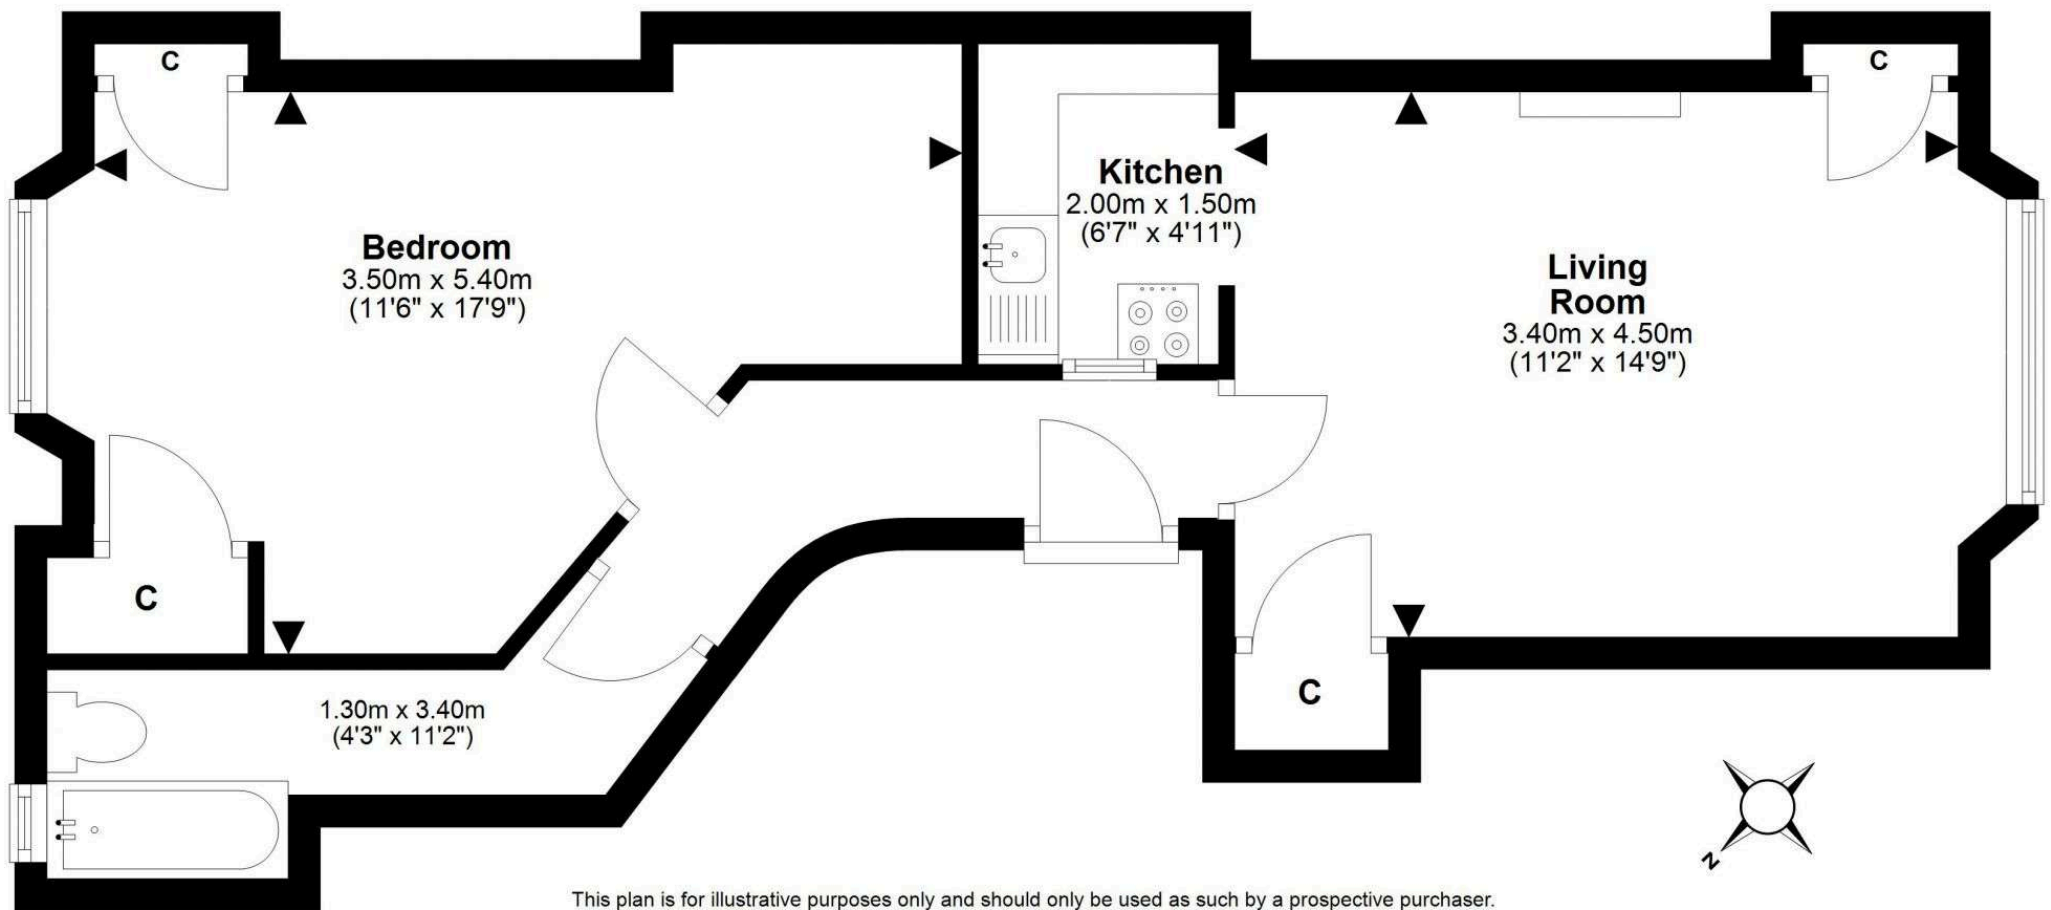 C
C
Kitchen
2.00m x 1.50m
(6'7" x 4'11")
Bedroom
3.50m x 5.40m
(11'6" x 17'9")
Living
Room
3.40m x 4.50m
(11'2" x 14'9")
C
C
1.30m x 3.40m
(4'3" x 11'2")
N
This plan is for illustrative purposes only and should only be used as such by a prospective purchaser.